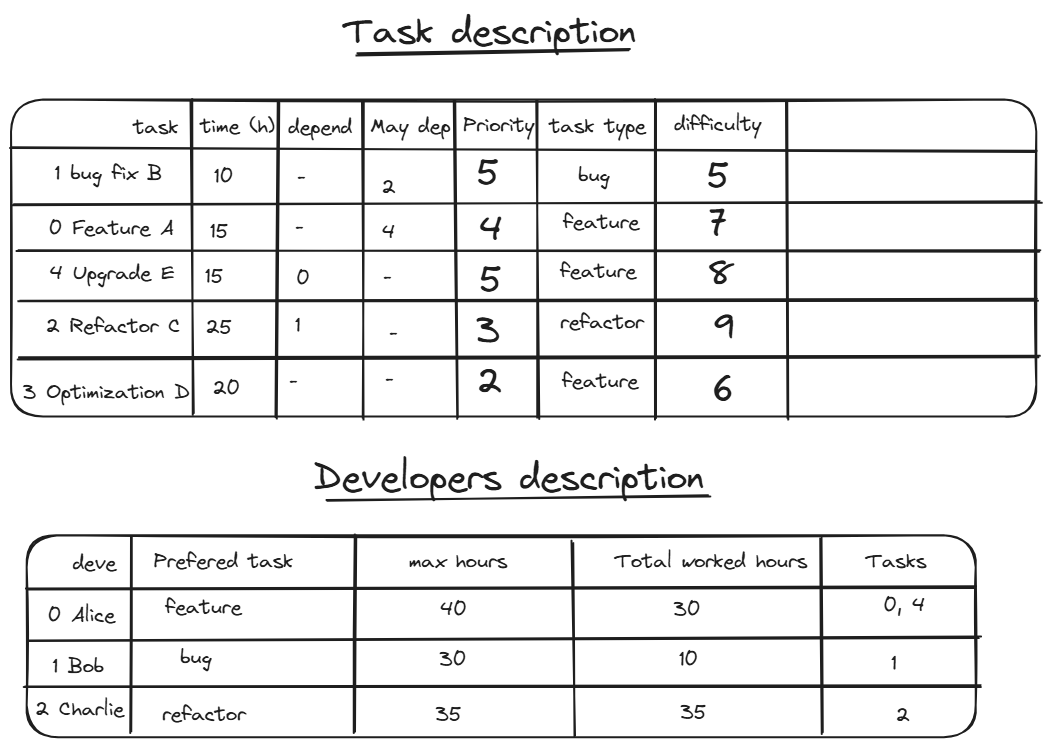 Task description
task time (h) depend May dep Priority task type difficulty
1 bug fix B 10 - 2 5 bug 5
0 Feature A 15 - 4 4 feature 7
4 Upgrade E 15 0 - 5 feature 8
2 Refactor C 25 1 - 3 refactor 9
3 Optimization D 20 - - 2 feature 6
Developers description
deve Prefered task max hours Total worked hours Tasks
0 Alice feature 40 30 0, 4
1 Bob bug 30 10 1
2 Charlie refactor 35 35 2